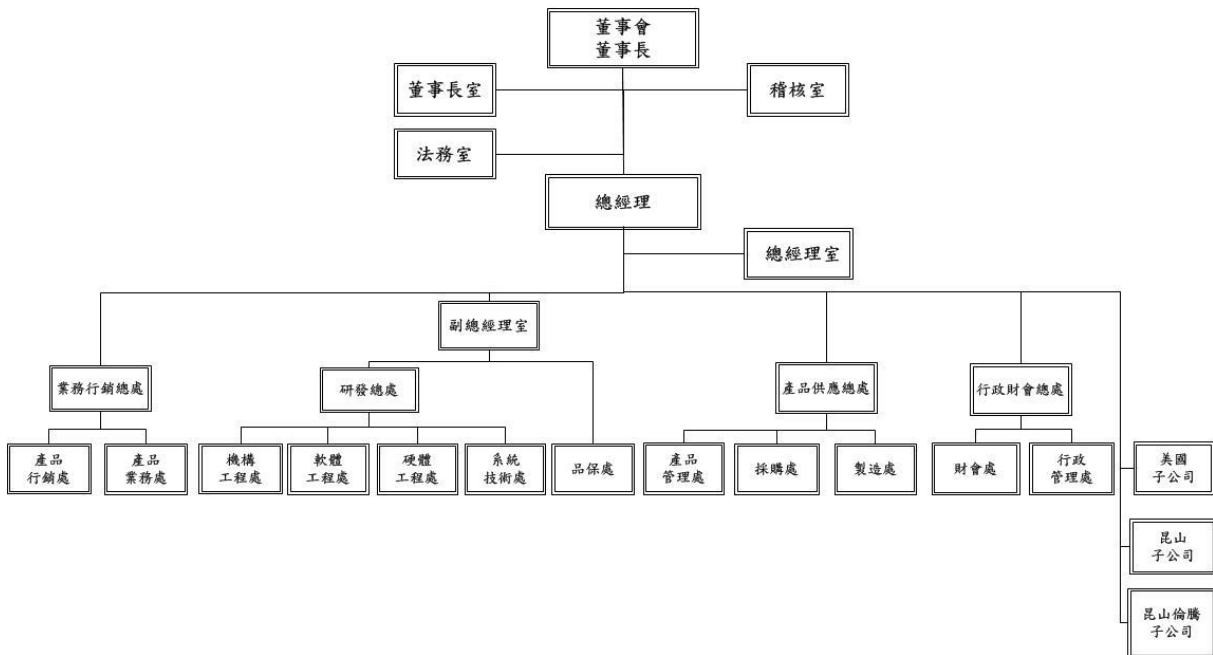 董事會
董事長
董事長室
稽核室
法務室
總經理
總經理室
副總經理室
業務行銷總處
研發總處
產品供應總處
行政財會總處
產品
行銷處
產品
業務處
機構
工程處
軟體
工程處
硬體
工程處
系統
技術處
品保處
產品
管理處
採購處
製造處
財會處
行政
管理處
美國
子公司
昆山
子公司
昆山倫騰
子公司